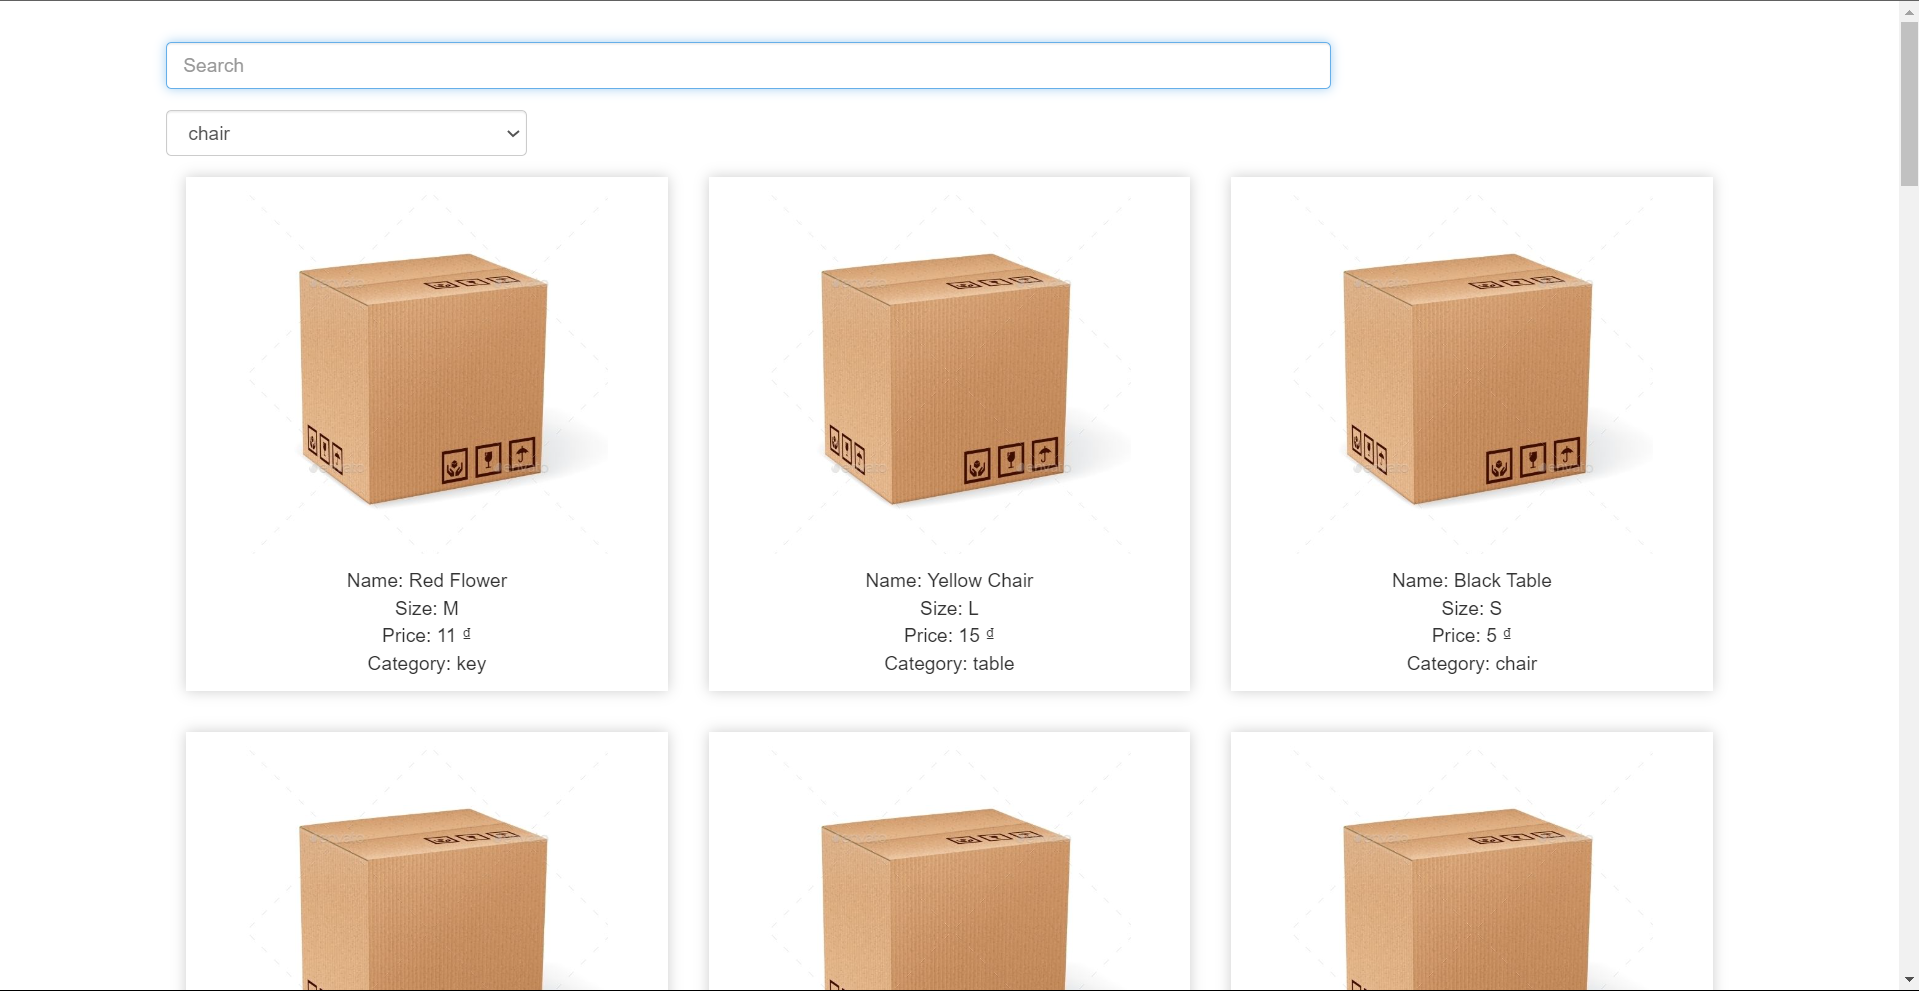 Search
chair
Name: Red Flower
Size: M
Price: 11 ₫
Category: key
Name: Yellow Chair
Size: L
Price: 15 ₫
Category: table
Name: Black Table
Size: S
Price: 5 ₫
Category: chair